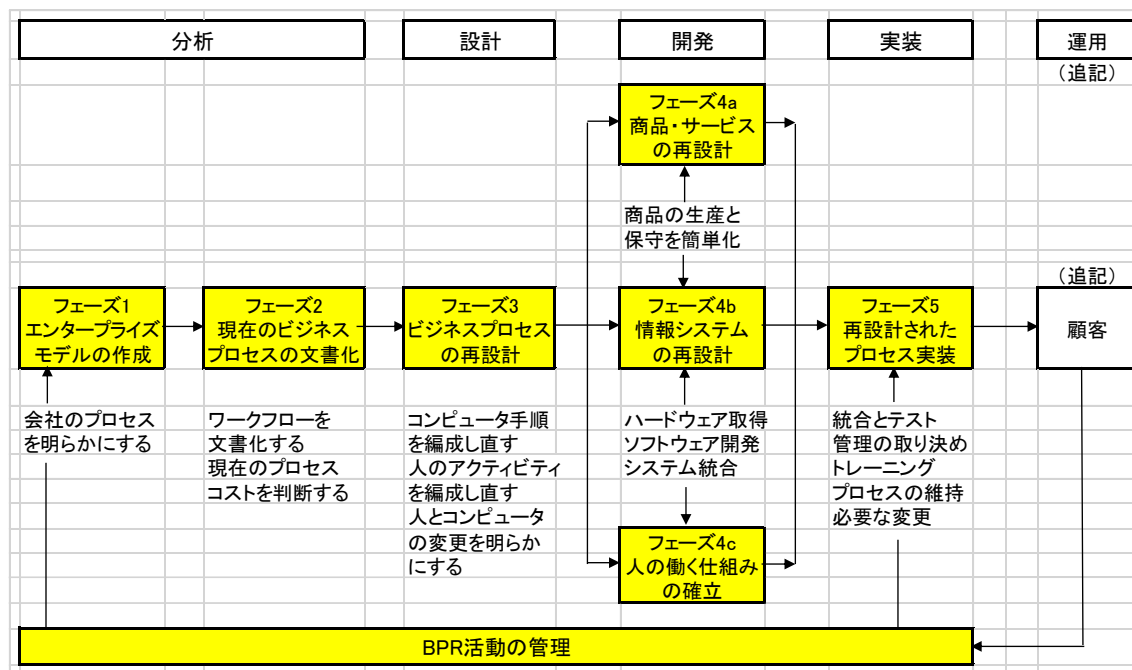 分析
設計
開発
実装
運用
（追記）
フェーズ4a
商品・サービス
の再設計
商品の生産と
保守を簡単化
（追記）
フェーズ1
エンタープライズ
モデルの作成
フェーズ2
現在のビジネス
プロセスの文書化
フェーズ3
ビジネスプロセス
の再設計
フェーズ4b
情報システム
の再設計
フェーズ5
再設計された
プロセス実装
顧客
会社のプロセス
を明らかにする
ワークフローを
文書化する
現在のプロセス
コストを判断する
コンピュータ手順
を編成し直す
人のアクティビティ
を編成し直す
人とコンピュータ
の変更を明らか
にする
ハードウェア取得
ソフトウェア開発
システム統合
統合とテスト
管理の取り決め
トレーニング
プロセスの維持
必要な変更
フェーズ4c
人の働く仕組み
の確立
BPR活動の管理